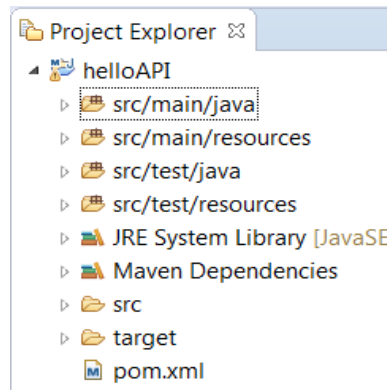 Project Explorer
helloAPI
src/main/java
src/main/resources
src/test/java
src/test/resources
JRE System Library [JavaSE
Maven Dependencies
src
target
pom.xml